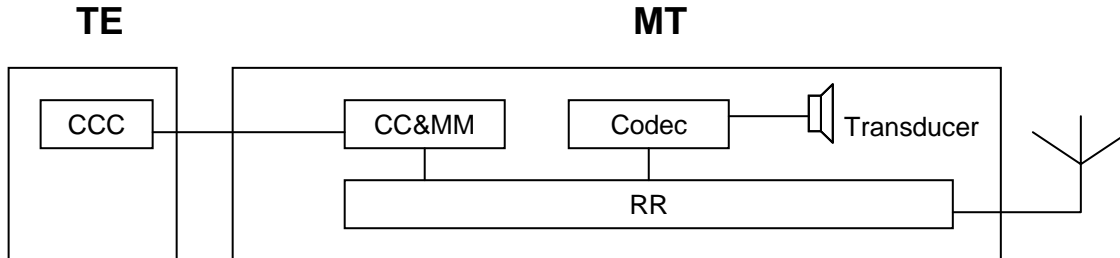 TE
MT
CCC
CC&MM
Codec
Transducer
RR